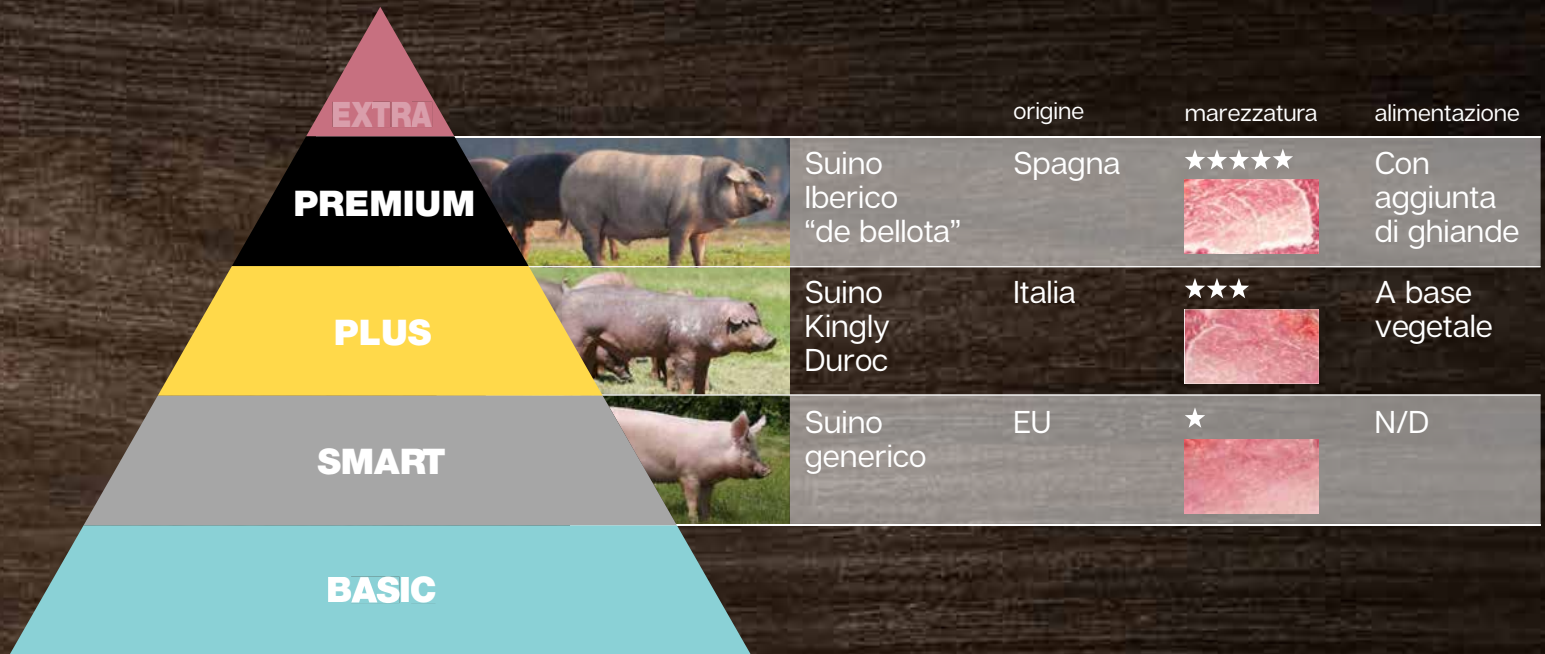 EXTRA
origine
marezzatura
alimentazione
PREMIUM
Suino
Iberico
“de bellota”
Spagna
★★★★★
Con
aggiunta
di ghiande
PLUS
Suino
Kingly
Duroc
Italia
★★★
A base
vegetale
SMART
Suino
generico
EU
★
N/D
BASIC